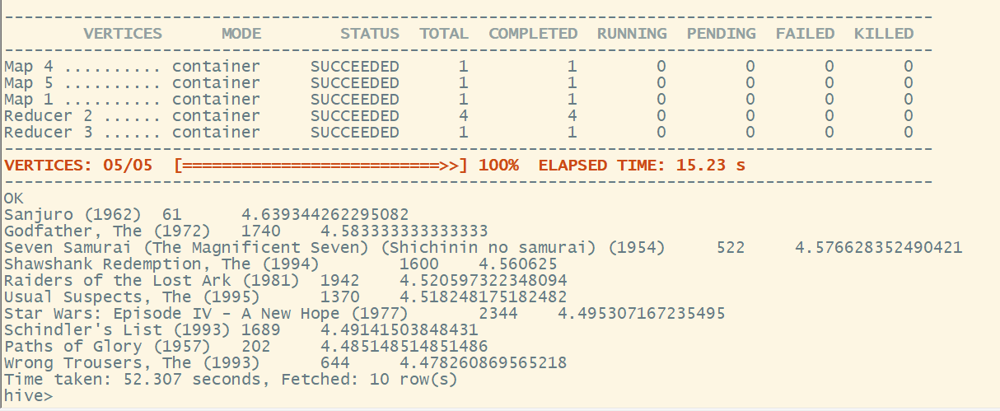 ----------------------------------------------------------------------------------------------
        VERTICES      MODE        STATUS  TOTAL  COMPLETED  RUNNING  PENDING  FAILED  KILLED
----------------------------------------------------------------------------------------------
Map 4 .......... container     SUCCEEDED      1          1        0        0       0       0
Map 5 .......... container     SUCCEEDED      1          1        0        0       0       0
Map 1 .......... container     SUCCEEDED      1          1        0        0       0       0
Reducer 2 ...... container     SUCCEEDED      4          4        0        0       0       0
Reducer 3 ...... container     SUCCEEDED      1          1        0        0       0       0
----------------------------------------------------------------------------------------------
VERTICES: 05/05  [==========================>>] 100%  ELAPSED TIME: 15.23 s
----------------------------------------------------------------------------------------------
OK
Sanjuro (1962)  61      4.639344262295082
Godfather, The (1972)   1740    4.583333333333333
Seven Samurai (The Magnificent Seven) (Shichinin no samurai) (1954)     522     4.576628352490421
Shawshank Redemption, The (1994)        1600    4.560625
Raiders of the Lost Ark (1981)  1942    4.520597322348094
Usual Suspects, The (1995)      1370    4.518248175182482
Star Wars: Episode IV - A New Hope (1977)       2344    4.495307167235495
Schindler's List (1993) 1689    4.49141503848431
Paths of Glory (1957)   202     4.485148514851486
Wrong Trousers, The (1993)      644     4.478260869565218
Time taken: 52.307 seconds, Fetched: 10 row(s)
hive>